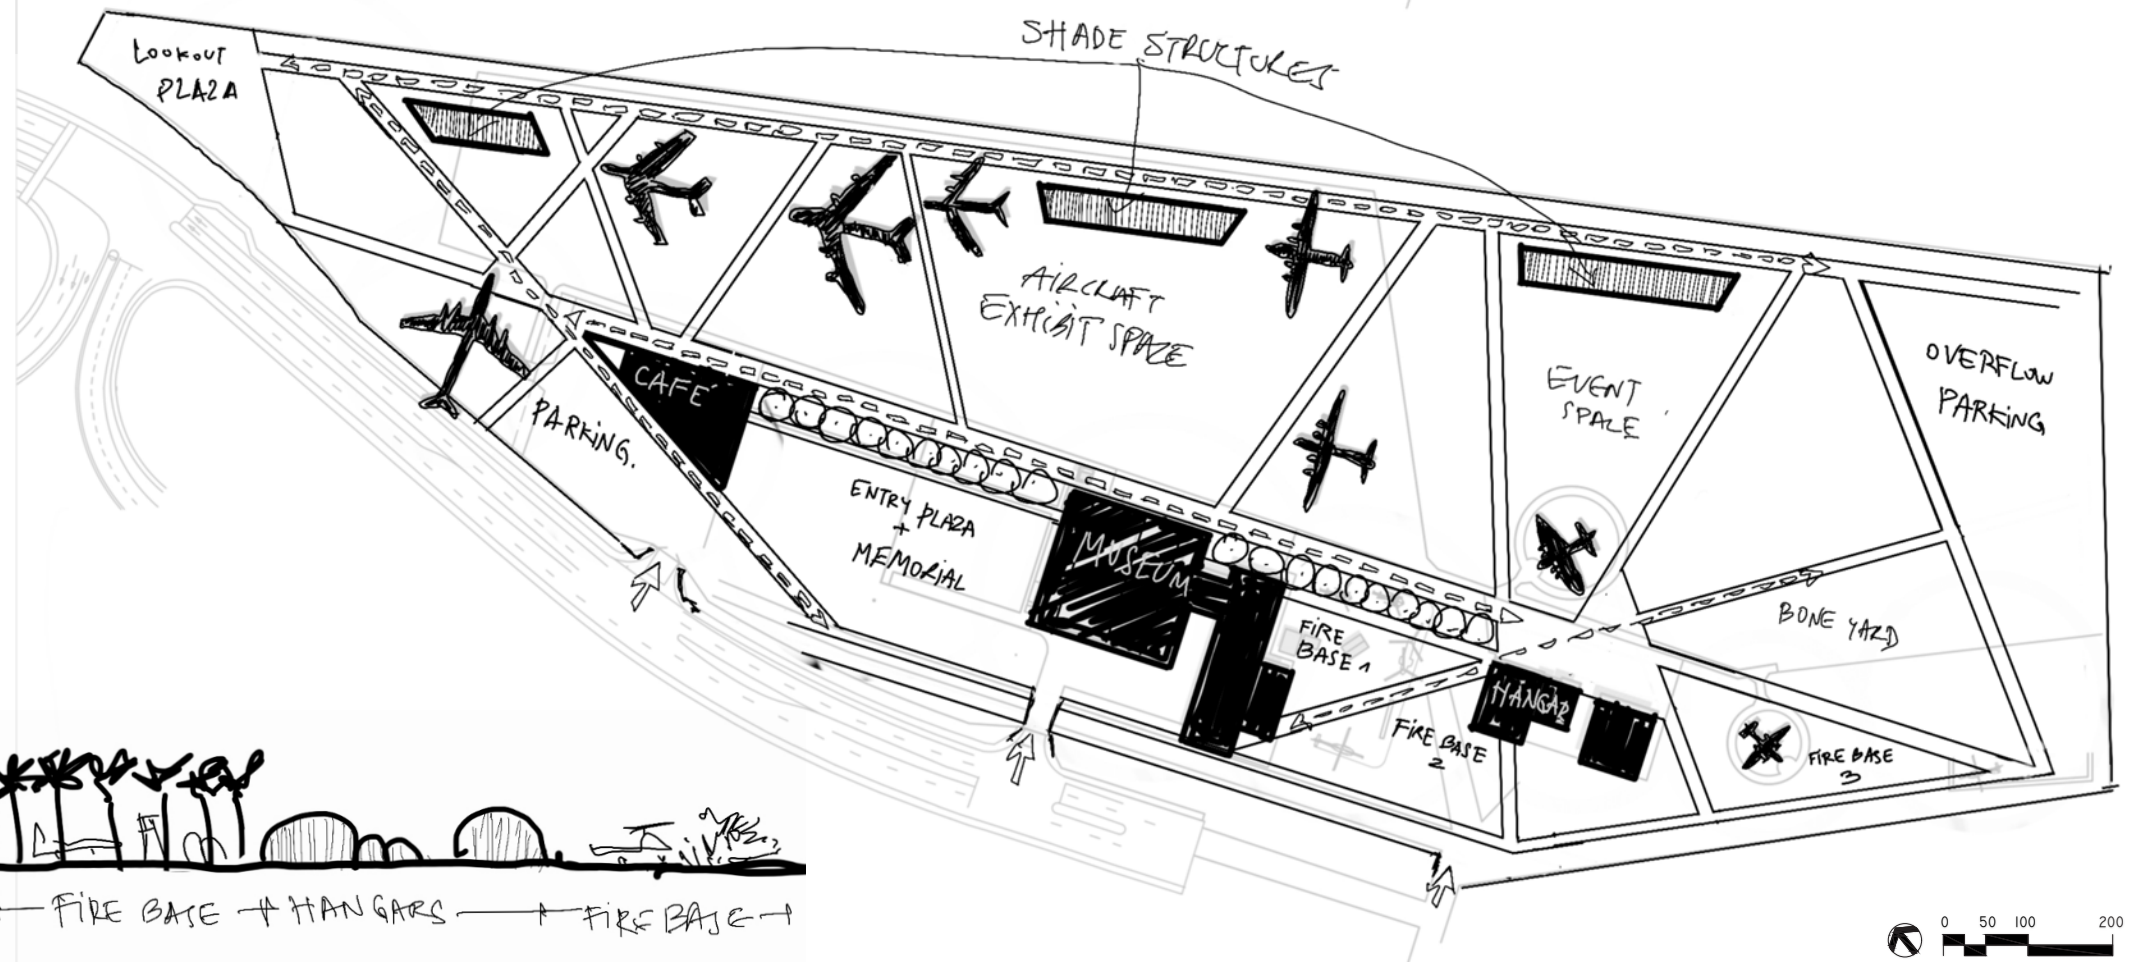 SHADE STRUCTURES
LOOKOUT
PLAZA
AIRCRAFT
EXHIBIT SPACE
EVENT
SPACE
OVERFLOW
PARKING
CAFE
PARKING.
ENTRY PLAZA
+
MEMORIAL
MUSEUM
FIRE
BASE 1
BONE YARD
HANGAR
FIRE BASE
2
FIRE BASE
3
FIRE BASE
HANGARS
FIRE BASE
0 50 100 200